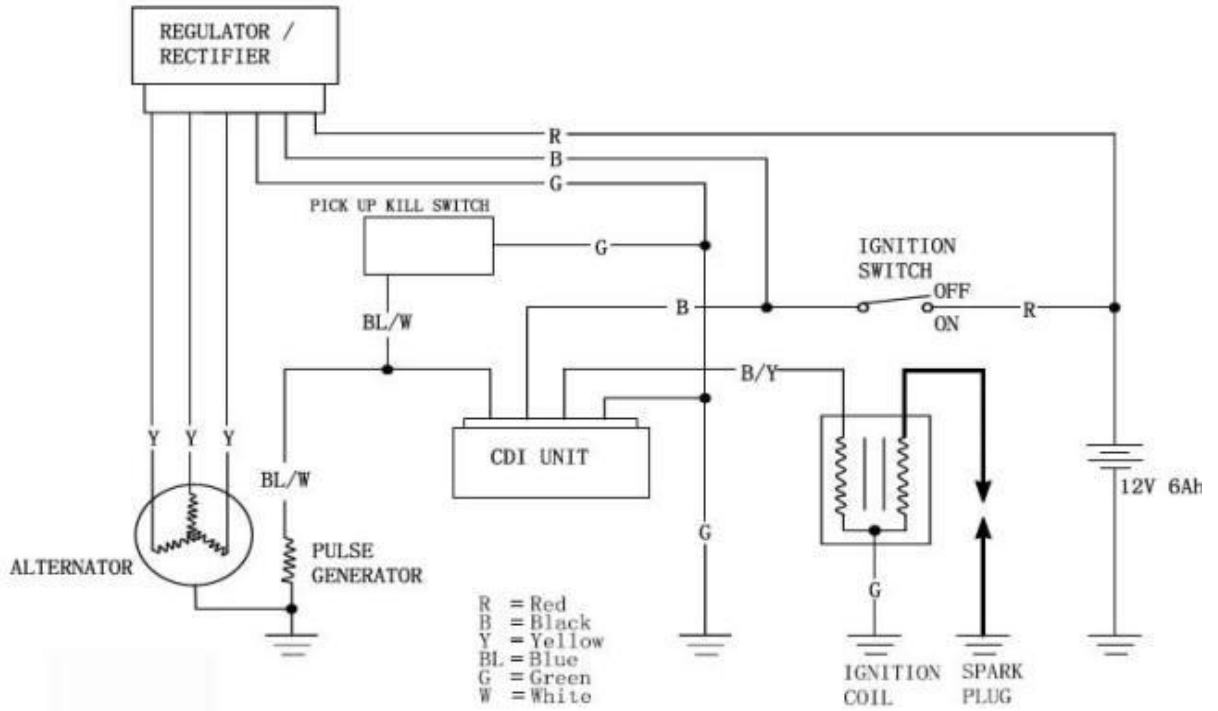 REGULATOR /
RECTIFIER
R
B
G
PICK UP KILL SWITCH
G
IGNITION
SWITCH
OFF
ON
B
R
BL/W
B/Y
Y Y Y
CDI UNIT
BL/W
12V 6Ah
ALTERNATOR
PULSE
GENERATOR
G
G
R = Red
B = Black
Y = Yellow
BL = Blue
G = Green
W = White
IGNITION
COIL
SPARK
PLUG